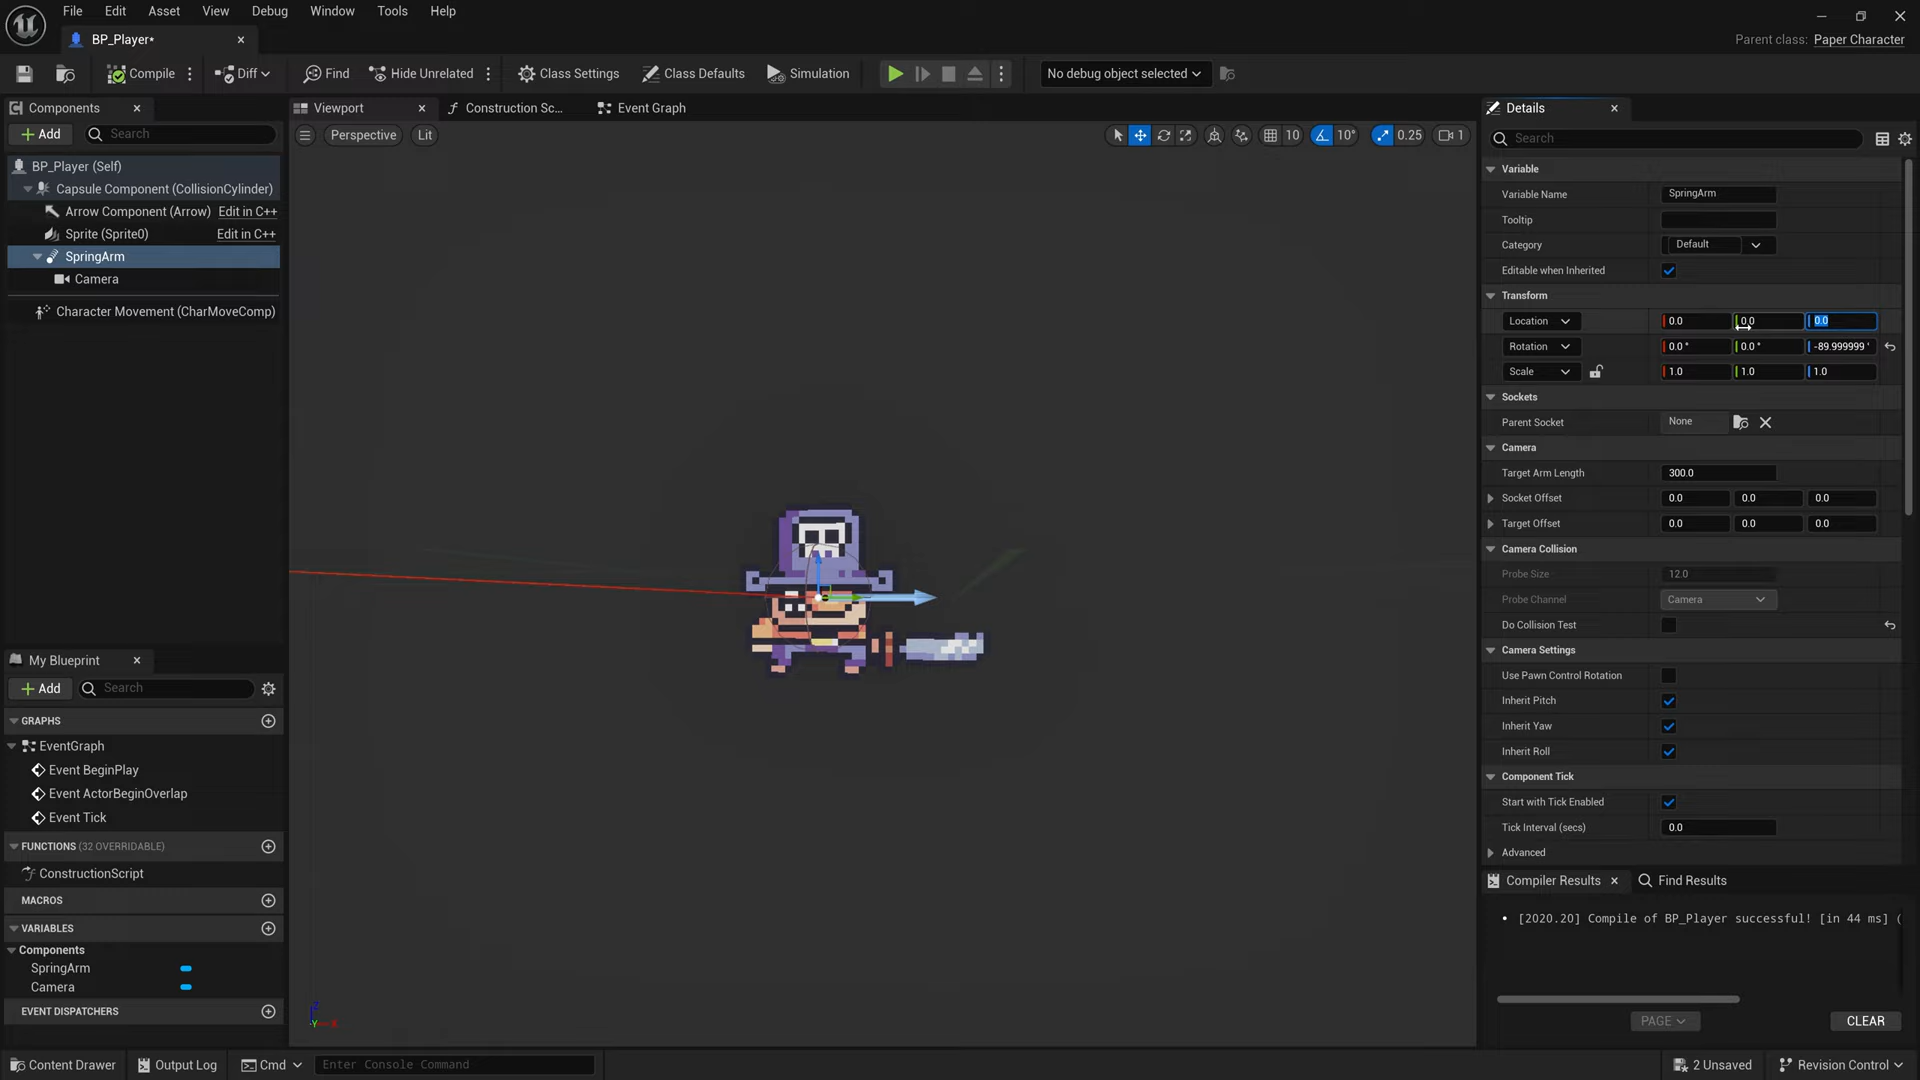 File Edit Asset View Debug Window Tools Help
BP_Player*
Parent class: Paper Character
Compile Diff Find Hide Unrelated Class Settings Class Defaults Simulation No debug object selected
Components
Add Search
BP_Player (Self)
Capsule Component (CollisionCylinder)
Arrow Component (Arrow) Edit in C++
Sprite (Sprite0) Edit in C++
SpringArm
Camera
Character Movement (CharMoveComp)
My Blueprint
Add Search
GRAPHS
EventGraph
Event BeginPlay
Event ActorBeginOverlap
Event Tick
FUNCTIONS (32 OVERRIDABLE)
ConstructionScript
MACROS
VARIABLES
Components
SpringArm
Camera
EVENT DISPATCHERS
Viewport Construction Sc... Event Graph
Perspective Lit 10 10° 0.25 1
Z
Y X
Details
Search
Variable
Variable Name SpringArm
Tooltip
Category Default
Editable when Inherited
Transform
Location 0.0 0.0 0.0
Rotation 0.0 ° 0.0 ° -89.999999 °
Scale 1.0 1.0 1.0
Sockets
Parent Socket None
Camera
Target Arm Length 300.0
Socket Offset 0.0 0.0 0.0
Target Offset 0.0 0.0 0.0
Camera Collision
Probe Size 12.0
Probe Channel Camera
Do Collision Test
Camera Settings
Use Pawn Control Rotation
Inherit Pitch
Inherit Yaw
Inherit Roll
Component Tick
Start with Tick Enabled
Tick Interval (secs) 0.0
Advanced
Compiler Results Find Results
• [2020.20] Compile of BP_Player successful! [in 44 ms] (
PAGE CLEAR
Content Drawer Output Log Cmd Enter Console Command 2 Unsaved Revision Control